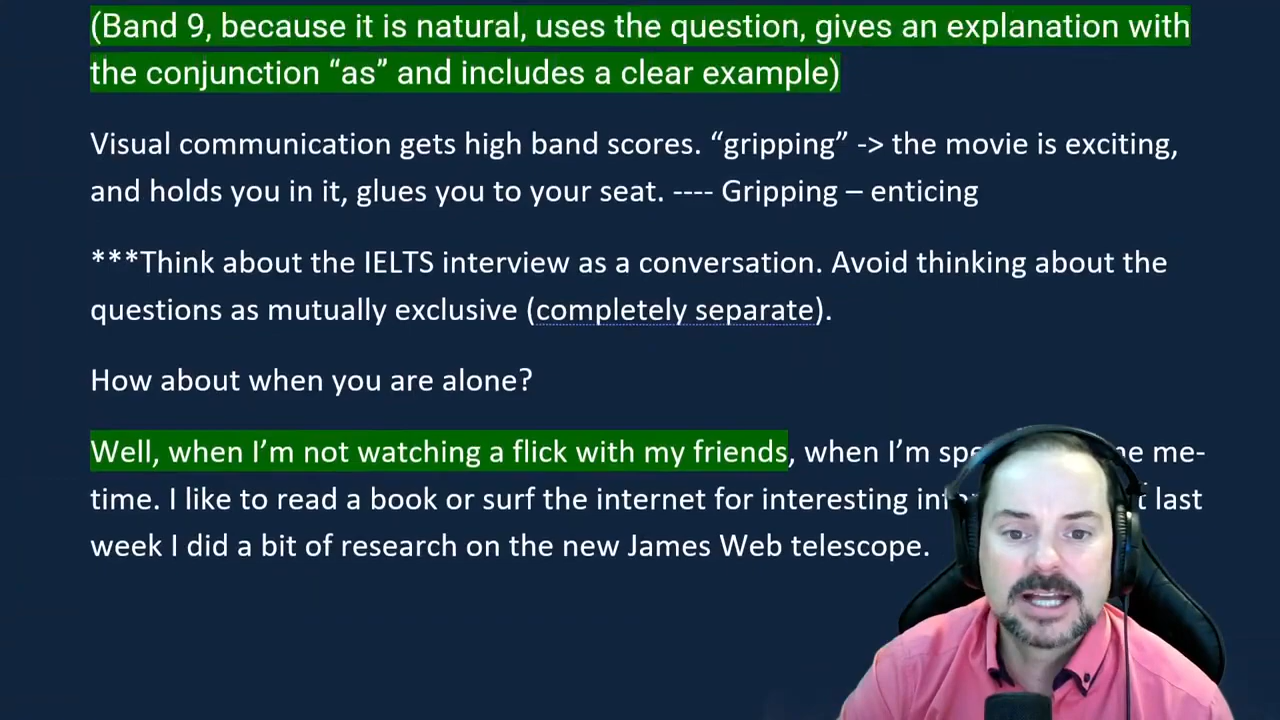 (Band 9, because it is natural, uses the question, gives an explanation with
the conjunction “as” and includes a clear example)
Visual communication gets high band scores. “gripping” -> the movie is exciting,
and holds you in it, glues you to your seat. ---- Gripping – enticing
***Think about the IELTS interview as a conversation. Avoid thinking about the
questions as mutually exclusive (completely separate).
How about when you are alone?
Well, when I’m not watching a flick with my friends, when I’m me-
time. I like to read a book or surf the internet for interesting last
week I did a bit of research on the new James Web telescope.